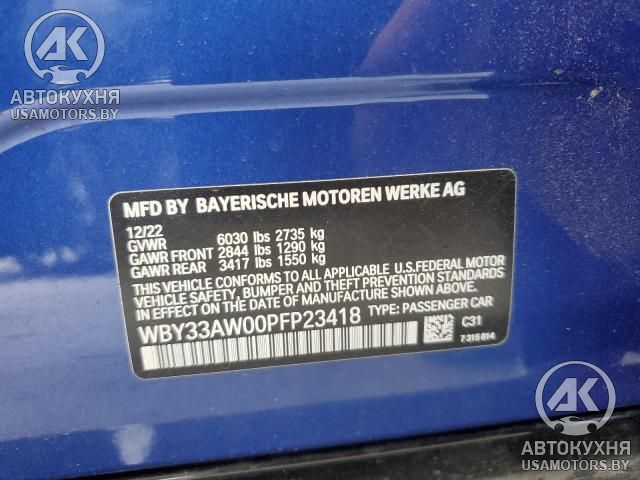 AK
АВТОКУХНЯ
USAMOTORS.BY
MFD BY BAYERISCHE MOTOREN WERKE AG
12/22
GVWR 6030 lbs 2735 kg
GAWR FRONT 2844 lbs 1290 kg
GAWR REAR 3417 lbs 1550 kg
THIS VEHICLE CONFORMS TO ALL APPLICABLE U.S.FEDERAL MOTOR
VEHICLE SAFETY, BUMPER AND THEFT PREVENTION STANDARDS
IN EFFECT ON THE DATE OF MANUFACTURE SHOWN ABOVE.
WBY33AW00PFP23418 TYPE: PASSENGER CAR
C31
7315814
AK
АВТОКУХНЯ
USAMOTORS.BY